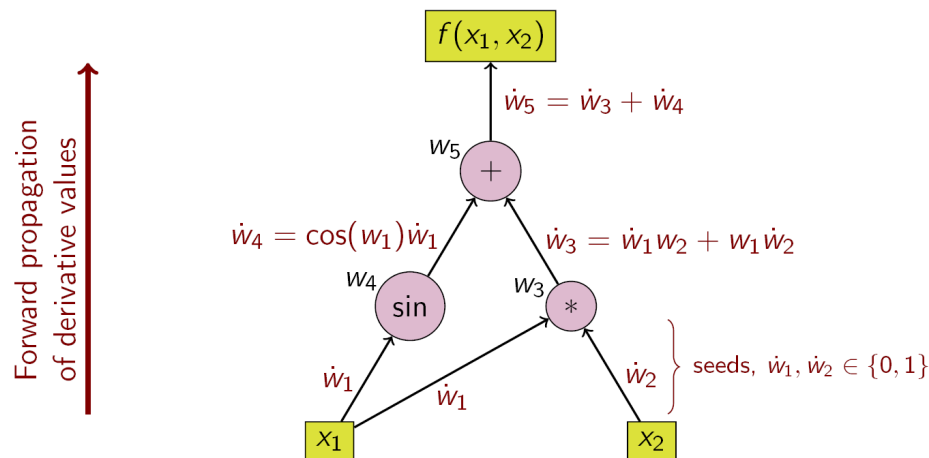 f(x₁, x₂)
ẇ₅ = ẇ₃ + ẇ₄
w₅
+
ẇ₄ = cos(w₁)ẇ₁
ẇ₃ = ẇ₁w₂ + w₁ẇ₂
w₄
sin
w₃
*
ẇ₁
ẇ₁
ẇ₂
seeds, ẇ₁, ẇ₂ ∈ {0, 1}
x₁
x₂
Forward propagation
of derivative values